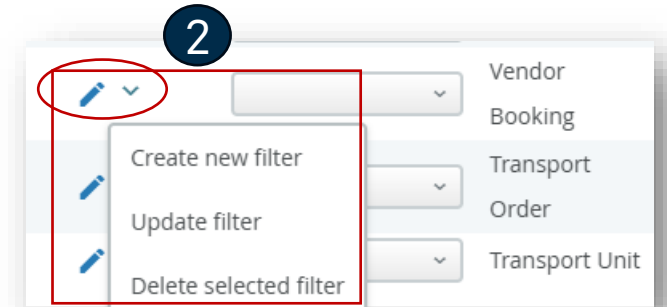 2
Vendor
Booking
Create new filter
Transport
Order
Update filter
Transport Unit
Delete selected filter